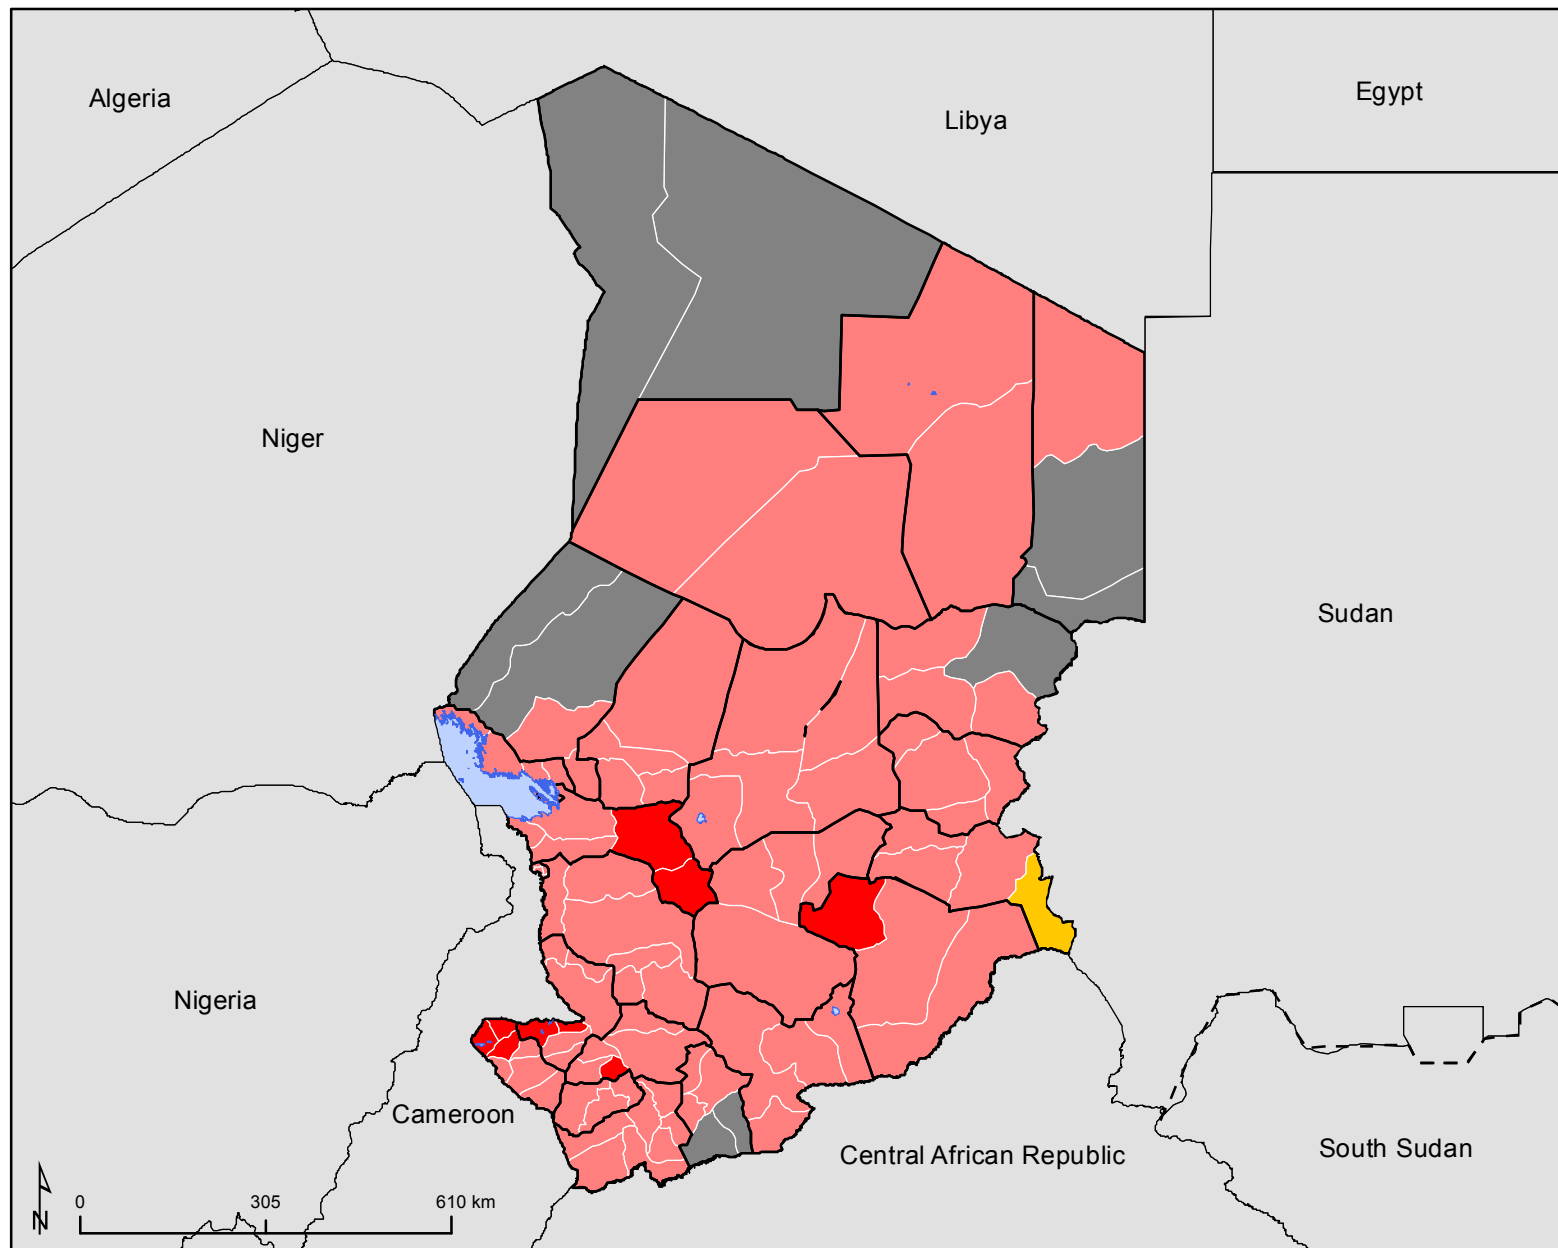 Algeria
Libya
Egypt
Niger
Sudan
Nigeria
Cameroon
Central African Republic
South Sudan
N
0 305 610 km